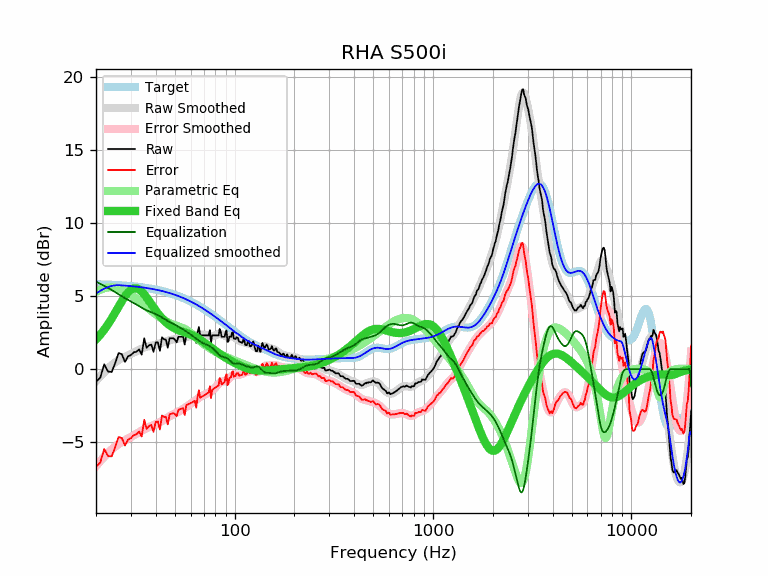 RHA S500i
Target
Raw Smoothed
Error Smoothed
Raw
Error
Parametric Eq
Fixed Band Eq
Equalization
Equalized smoothed
20
15
10
5
0
−5
Amplitude (dBr)
100
1000
10000
Frequency (Hz)